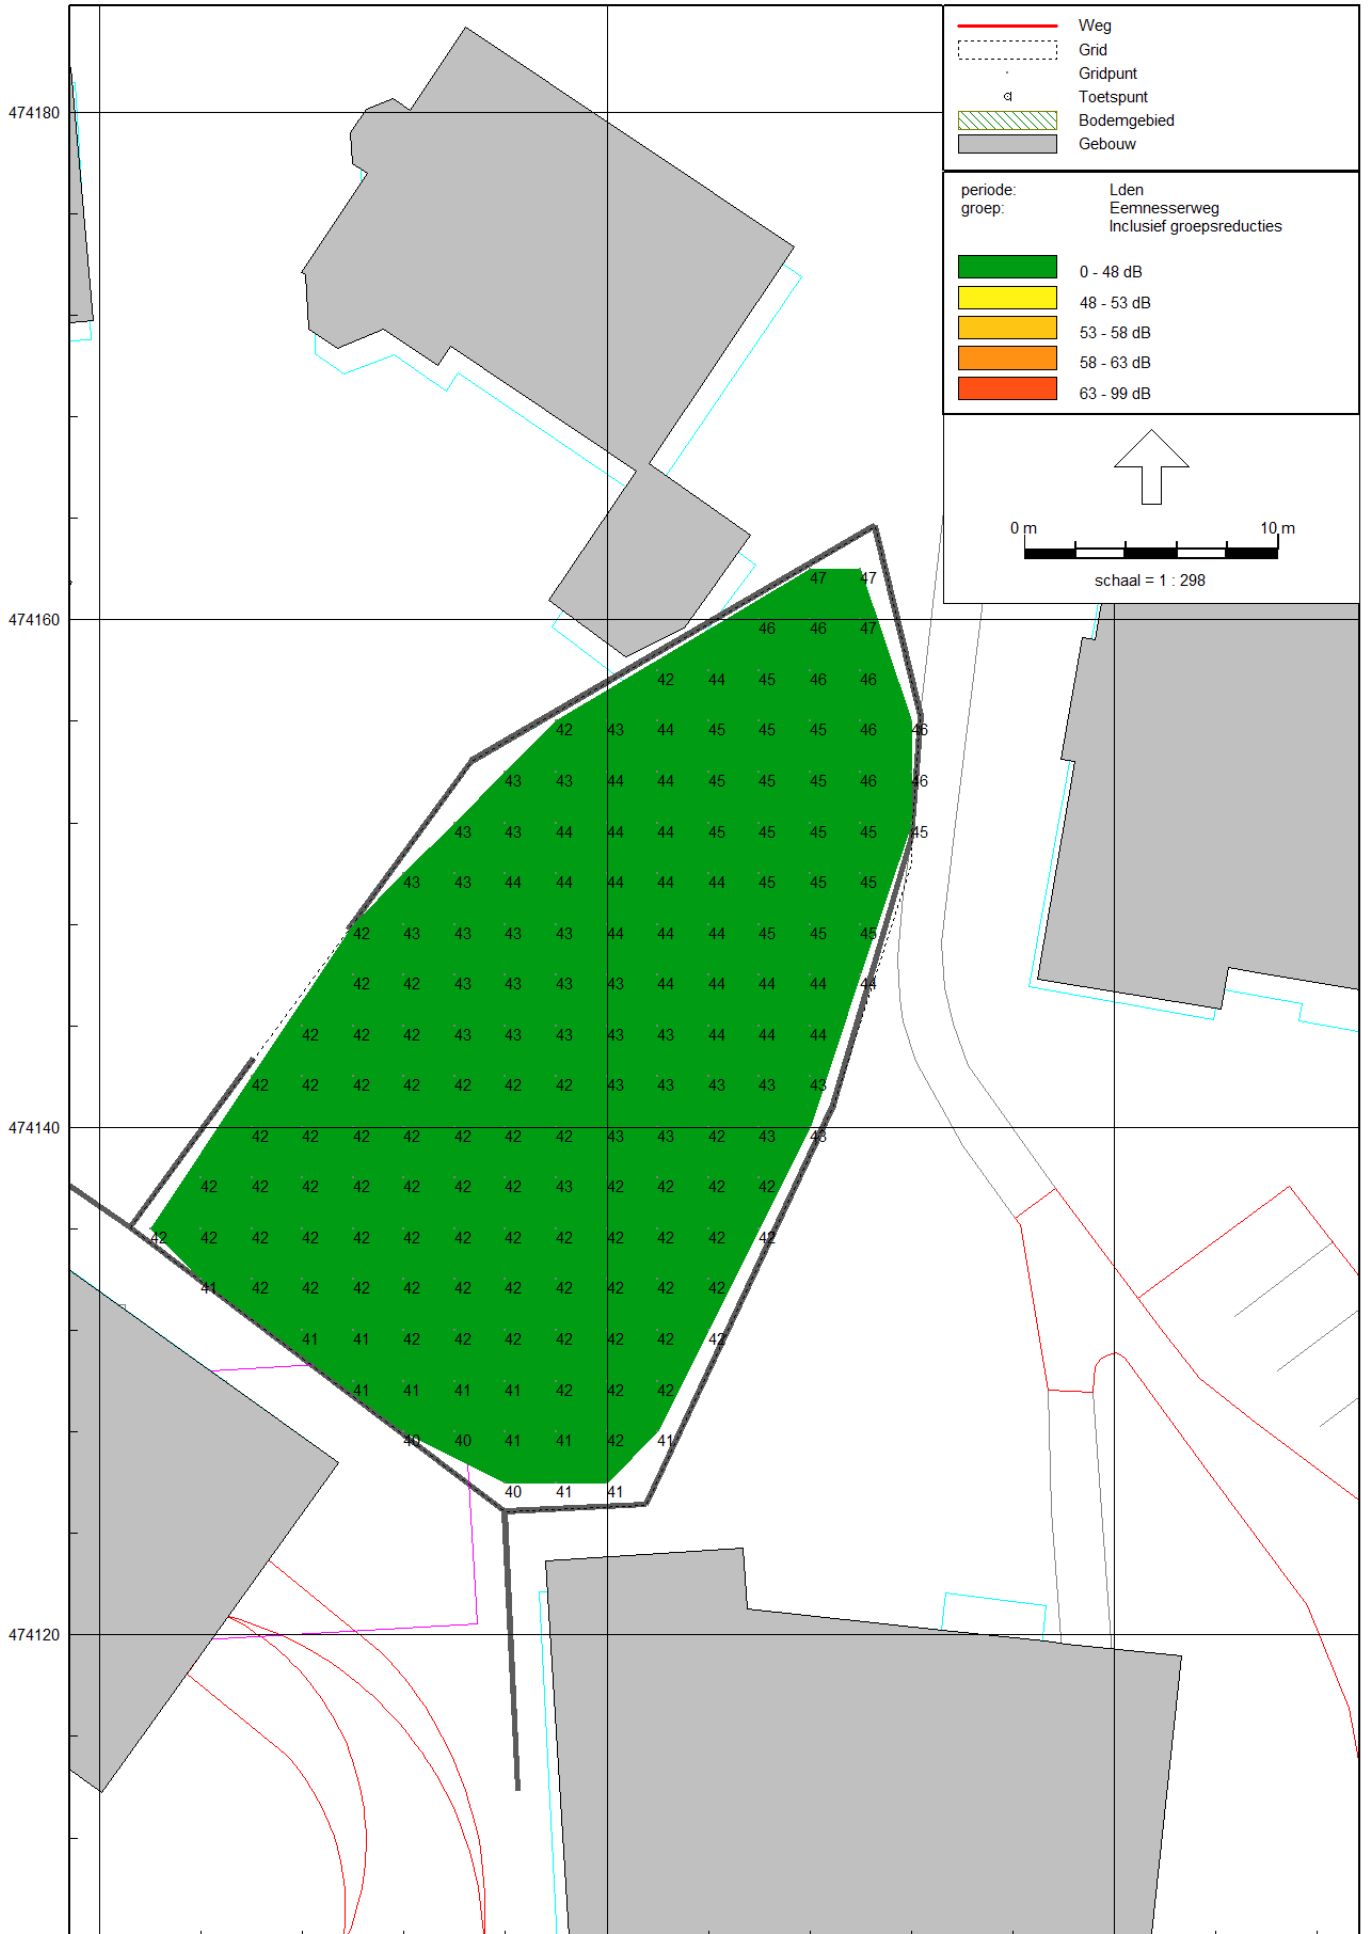 Weg
Grid
Gridpunt
Toetspunt
Bodemgebied
Gebouw
periode: Lden
groep: Eemnesserweg
Inclusief groepsreducties
0 - 48 dB
48 - 53 dB
53 - 58 dB
58 - 63 dB
63 - 99 dB
0 m 10 m
schaal = 1 : 298
474180
474160
474140
474120
47 47
46 46 47
42 44 45 46 46
42 43 44 45 45 45 46 46
43 43 44 44 45 45 45 46 46
43 43 44 44 44 45 45 45 45 45
43 43 44 44 44 44 44 45 45 45
42 43 43 43 43 44 44 44 45 45 45
42 42 43 43 43 44 44 44 44 44 44
42 42 42 43 43 43 43 43 44 44 44
42 42 42 42 42 42 42 43 43 43 43 43
42 42 42 42 42 42 42 43 43 42 43 43
42 42 42 42 42 42 42 43 42 42 42 42
42 42 42 42 42 42 42 42 42 42 42 42 42
41 42 42 42 42 42 42 42 42 42 42
41 41 42 42 42 42 42 42 42
41 41 41 41 42 42 42
40 40 41 41 42 41
40 41 41